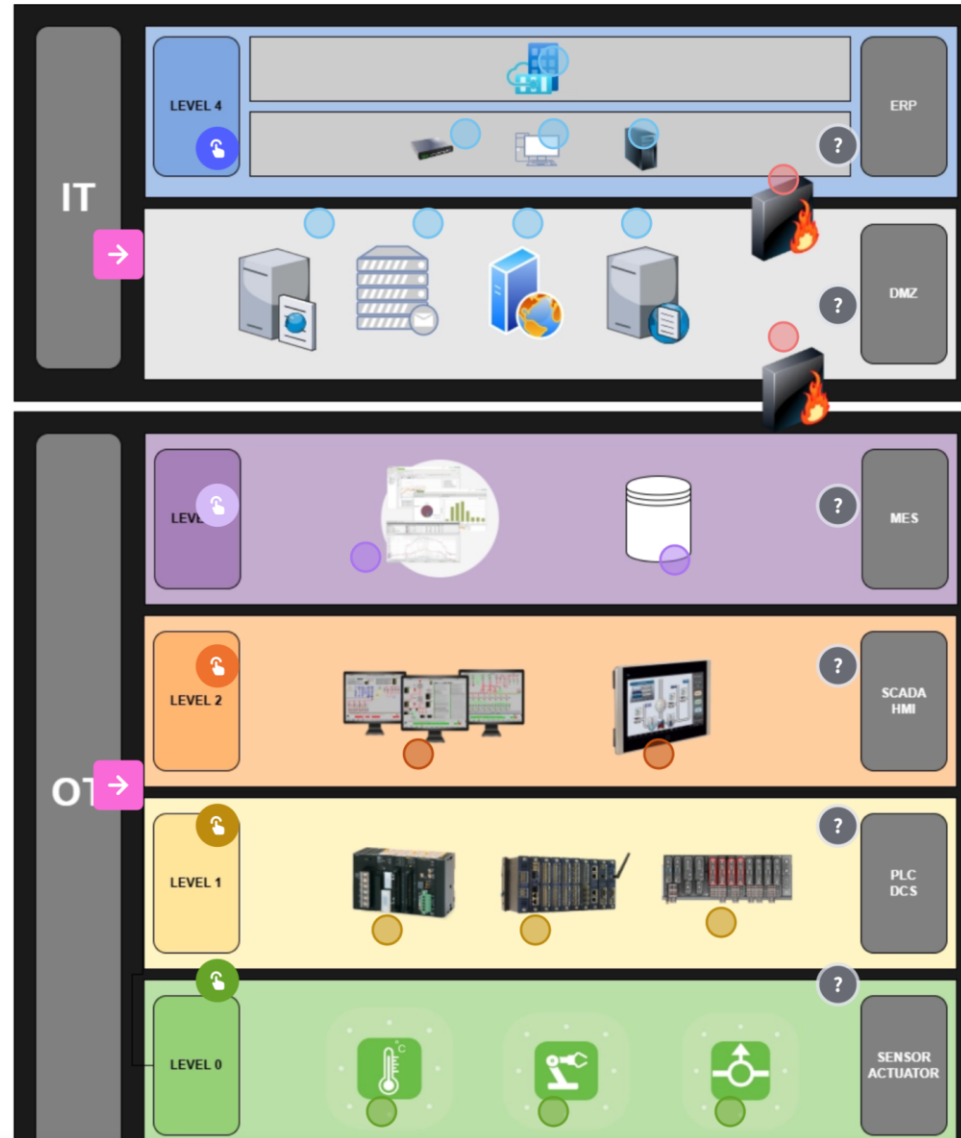 LEVEL 4
ERP
?
IT
DMZ
?
LEVE
MES
?
LEVEL 2
SCADA
HMI
?
OT
LEVEL 1
PLC
DCS
?
°C
LEVEL 0
SENSOR
ACTUATOR
?